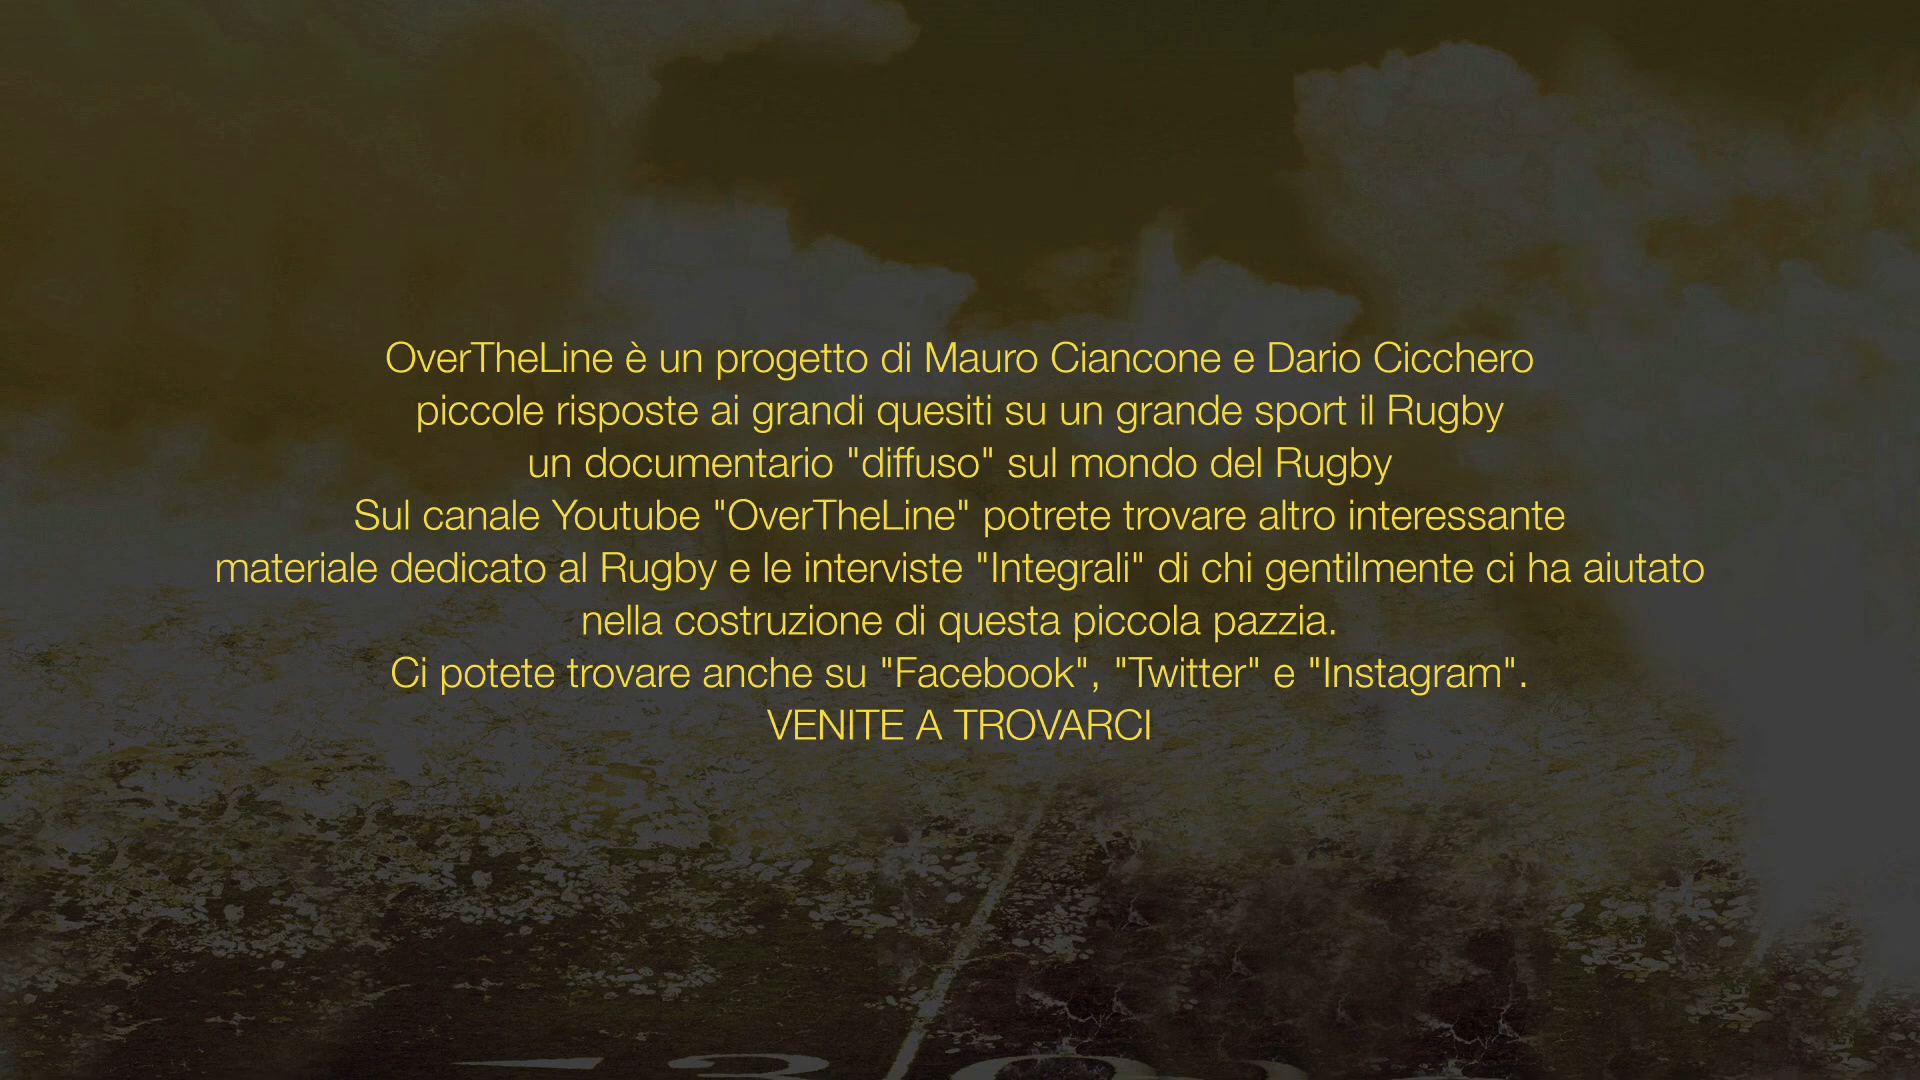 OverTheLine è un progetto di Mauro Ciancone e Dario Cicchero
piccole risposte ai grandi quesiti su un grande sport il Rugby
un documentario "diffuso" sul mondo del Rugby
Sul canale Youtube "OverTheLine" potrete trovare altro interessante
materiale dedicato al Rugby e le interviste "Integrali" di chi gentilmente ci ha aiutato
nella costruzione di questa piccola pazzia.
Ci potete trovare anche su "Facebook", "Twitter" e "Instagram".
VENITE A TROVARCI